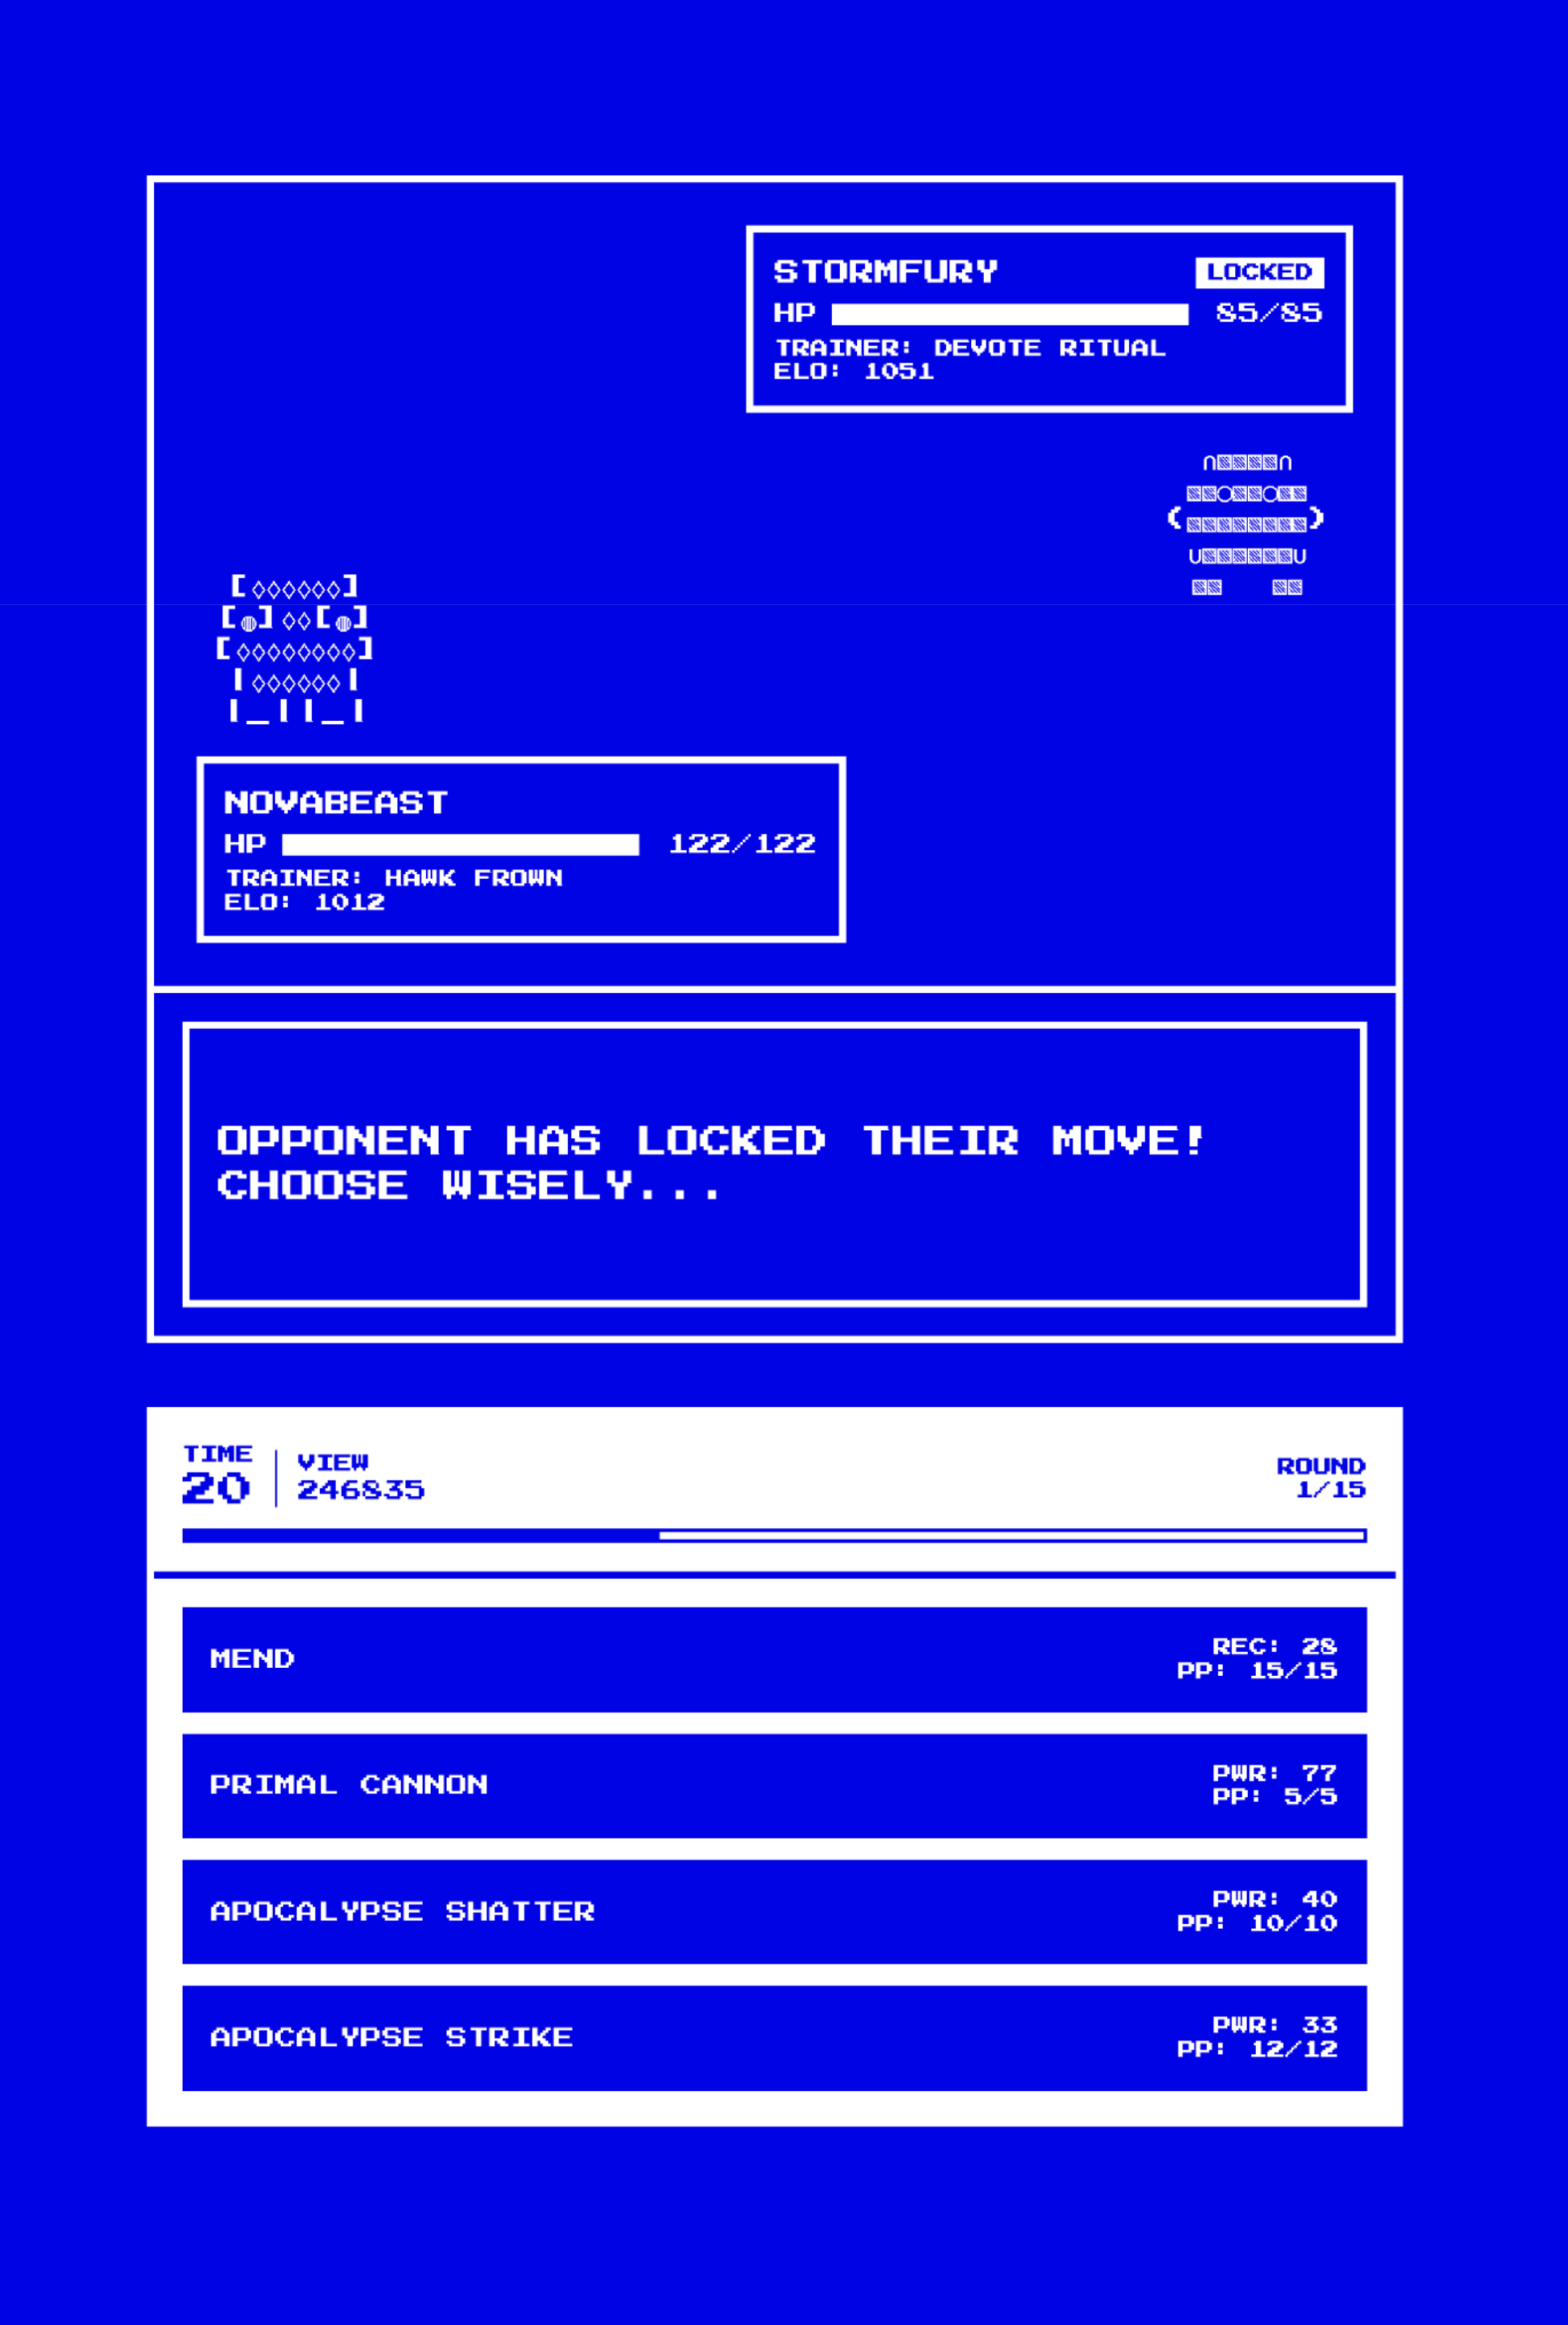 STORMFURY LOCKED
HP 85/85
TRAINER: DEVOTE RITUAL
ELO: 1051
NOVABEAST
HP 122/122
TRAINER: HAWK FROWN
ELO: 1012
OPPONENT HAS LOCKED THEIR MOVE!
CHOOSE WISELY...
TIME
20
VIEW
246835
ROUND
1/15
MEND
REC: 28
PP: 15/15
PRIMAL CANNON
PWR: 77
PP: 5/5
APOCALYPSE SHATTER
PWR: 40
PP: 10/10
APOCALYPSE STRIKE
PWR: 33
PP: 12/12